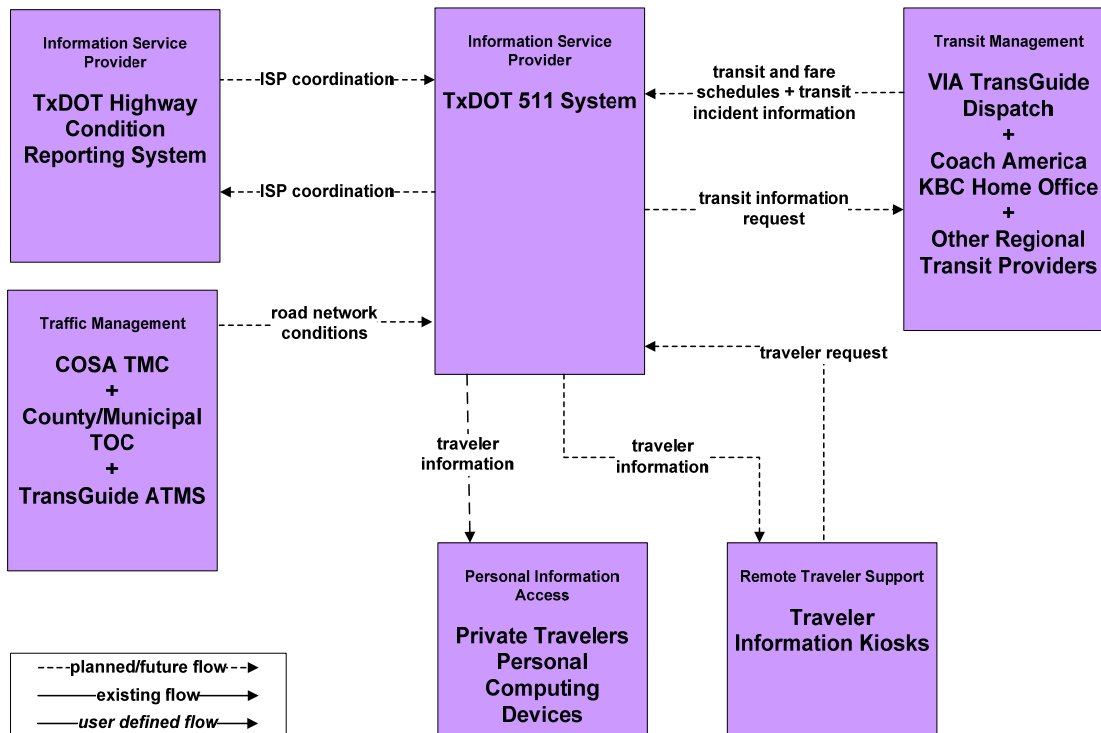 Information Service
Provider
TxDOT Highway
Condition
Reporting System
ISP coordination
ISP coordination
Information Service
Provider
TxDOT 511 System
transit and fare
schedules + transit
incident information
transit information
request
Transit Management
VIA TransGuide
Dispatch
+
Coach America
KBC Home Office
+
Other Regional
Transit Providers
Traffic Management
COSA TMC
+
County/Municipal
TOC
+
TransGuide ATMS
road network
conditions
traveler request
traveler
information
traveler
information
Personal Information
Access
Private Travelers
Personal
Computing
Devices
Remote Traveler Support
Traveler
Information Kiosks
planned/future flow
existing flow
user defined flow